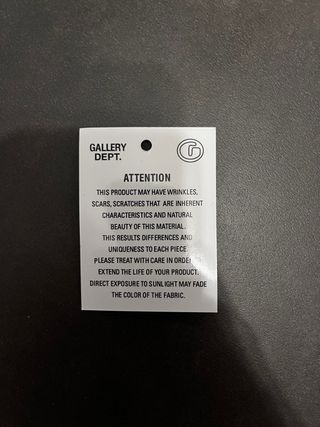 GALLERY
DEPT.
G
ATTENTION
THIS PRODUCT MAY HAVE WRINKLES,
SCARS, SCRATCHES THAT ARE INHERENT
CHARACTERISTICS AND NATURAL
BEAUTY OF THIS MATERIAL.
THIS RESULTS DIFFERENCES AND
UNIQUENESS TO EACH PIECE.
PLEASE TREAT WITH CARE IN ORDER
EXTEND THE LIFE OF YOUR PRODUCT.
DIRECT EXPOSURE TO SUNLIGHT MAY FADE
THE COLOR OF THE FABRIC.